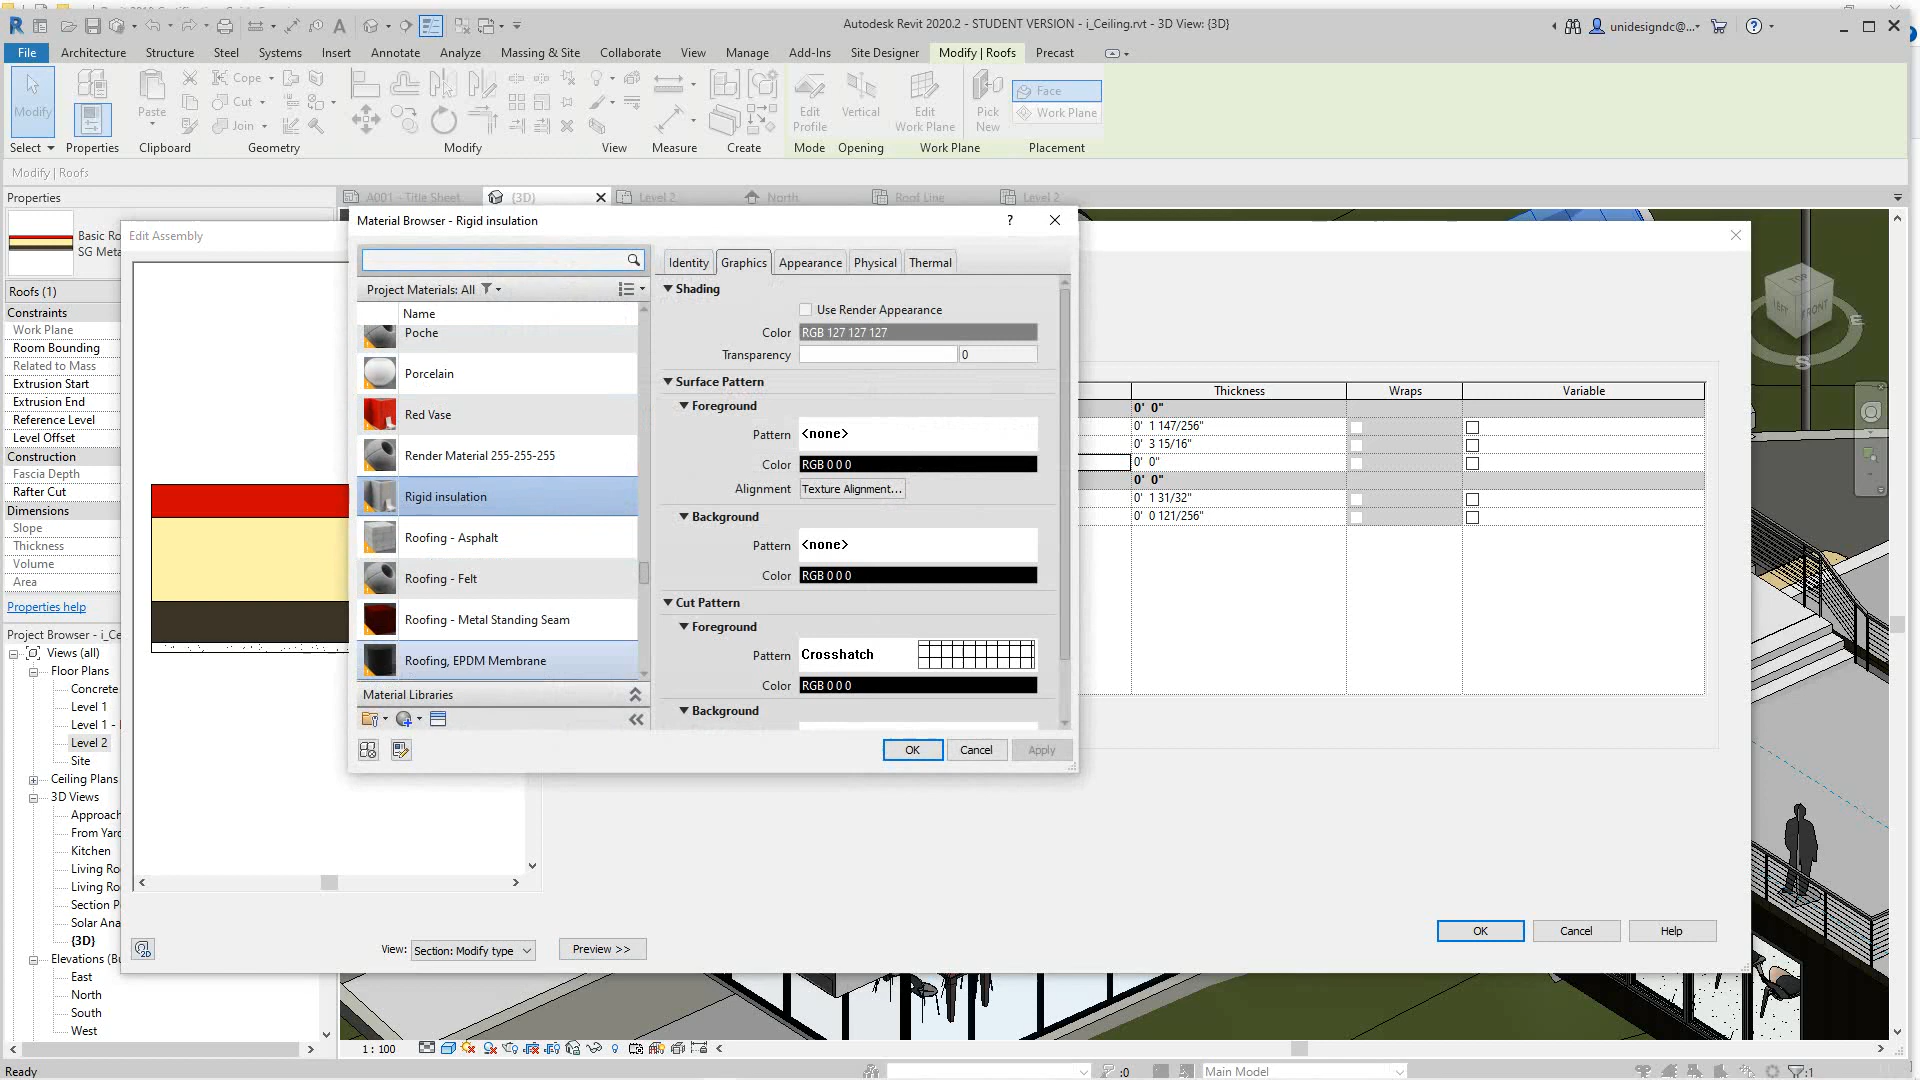 Autodesk Revit 2020.2 - STUDENT VERSION - i_Ceiling.rvt - 3D View: {3D}
unidesigndc@...
File Architecture Structure Steel Systems Insert Annotate Analyze Massing & Site Collaborate View Manage Add-Ins Site Designer Modify | Roofs Precast
Modify
Paste
Cope
Cut
Join
Edit Profile
Vertical
Edit Work Plane
Pick New
Face
Work Plane
Select Properties Clipboard Geometry Modify View Measure Create Mode Opening Work Plane Placement
Modify | Roofs
Properties
A001 - Title Sheet {3D} Level 2 North Roof Line Level 2
Basic Ro
SG Meta
Roofs (1)
Constraints
Work Plane
Room Bounding
Related to Mass
Extrusion Start
Extrusion End
Reference Level
Level Offset
Construction
Fascia Depth
Rafter Cut
Dimensions
Slope
Thickness
Volume
Area
Properties help
Project Browser - i_Ce
Views (all)
Floor Plans
Concrete
Level 1
Level 1 -
Level 2
Site
Ceiling Plans
3D Views
Approach
From Yard
Kitchen
Living Ro
Living Ro
Section P
Solar Ana
{3D}
Elevations (Bu
East
North
South
West
Edit Assembly
View: Section: Modify type Preview >>
Material Browser - Rigid insulation
?
Project Materials: All
Name
Poche
Porcelain
Red Vase
Render Material 255-255-255
Rigid insulation
Roofing - Asphalt
Roofing - Felt
Roofing - Metal Standing Seam
Roofing, EPDM Membrane
Material Libraries
Identity Graphics Appearance Physical Thermal
Shading
Use Render Appearance
Color RGB 127 127 127
Transparency 0
Surface Pattern
Foreground
Pattern <none>
Color RGB 0 0 0
Alignment Texture Alignment...
Background
Pattern <none>
Color RGB 0 0 0
Cut Pattern
Foreground
Pattern Crosshatch
Color RGB 0 0 0
Background
OK Cancel Apply
Thickness Wraps Variable
0' 0"
0' 1 147/256"
0' 3 15/16"
0' 0"
0' 0"
0' 1 31/32"
0' 0 121/256"
OK Cancel Help
TOP
LEFT
FRONT
E
S
1 : 100
Ready
:0
Main Model
:1